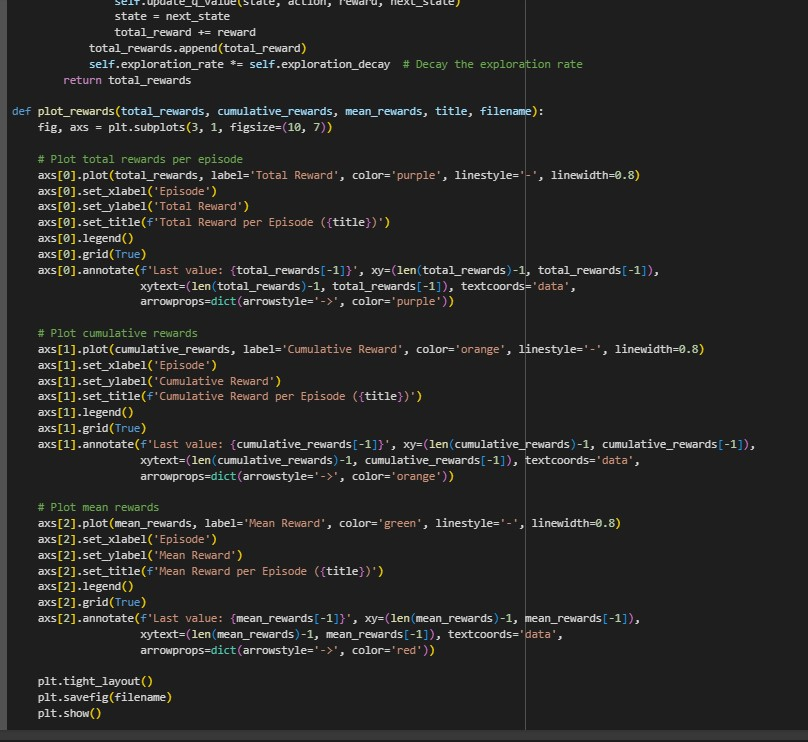 self.update_q_value(state, action, reward, next_state)
state = next_state
total_reward += reward
total_rewards.append(total_reward)
self.exploration_rate *= self.exploration_decay  # Decay the exploration rate
return total_rewards
def plot_rewards(total_rewards, cumulative_rewards, mean_rewards, title, filename):
fig, axs = plt.subplots(3, 1, figsize=(10, 7))
# Plot total rewards per episode
axs[0].plot(total_rewards, label='Total Reward', color='purple', linestyle='-', linewidth=0.8)
axs[0].set_xlabel('Episode')
axs[0].set_ylabel('Total Reward')
axs[0].set_title(f'Total Reward per Episode ({title})')
axs[0].legend()
axs[0].grid(True)
axs[0].annotate(f'Last value: {total_rewards[-1]}', xy=(len(total_rewards)-1, total_rewards[-1]),
xytext=(len(total_rewards)-1, total_rewards[-1]), textcoords='data',
arrowprops=dict(arrowstyle='->', color='purple'))
# Plot cumulative rewards
axs[1].plot(cumulative_rewards, label='Cumulative Reward', color='orange', linestyle='-', linewidth=0.8)
axs[1].set_xlabel('Episode')
axs[1].set_ylabel('Cumulative Reward')
axs[1].set_title(f'Cumulative Reward per Episode ({title})')
axs[1].legend()
axs[1].grid(True)
axs[1].annotate(f'Last value: {cumulative_rewards[-1]}', xy=(len(cumulative_rewards)-1, cumulative_rewards[-1]),
xytext=(len(cumulative_rewards)-1, cumulative_rewards[-1]), textcoords='data',
arrowprops=dict(arrowstyle='->', color='orange'))
# Plot mean rewards
axs[2].plot(mean_rewards, label='Mean Reward', color='green', linestyle='-', linewidth=0.8)
axs[2].set_xlabel('Episode')
axs[2].set_ylabel('Mean Reward')
axs[2].set_title(f'Mean Reward per Episode ({title})')
axs[2].legend()
axs[2].grid(True)
axs[2].annotate(f'Last value: {mean_rewards[-1]}', xy=(len(mean_rewards)-1, mean_rewards[-1]),
xytext=(len(mean_rewards)-1, mean_rewards[-1]), textcoords='data',
arrowprops=dict(arrowstyle='->', color='red'))
plt.tight_layout()
plt.savefig(filename)
plt.show()